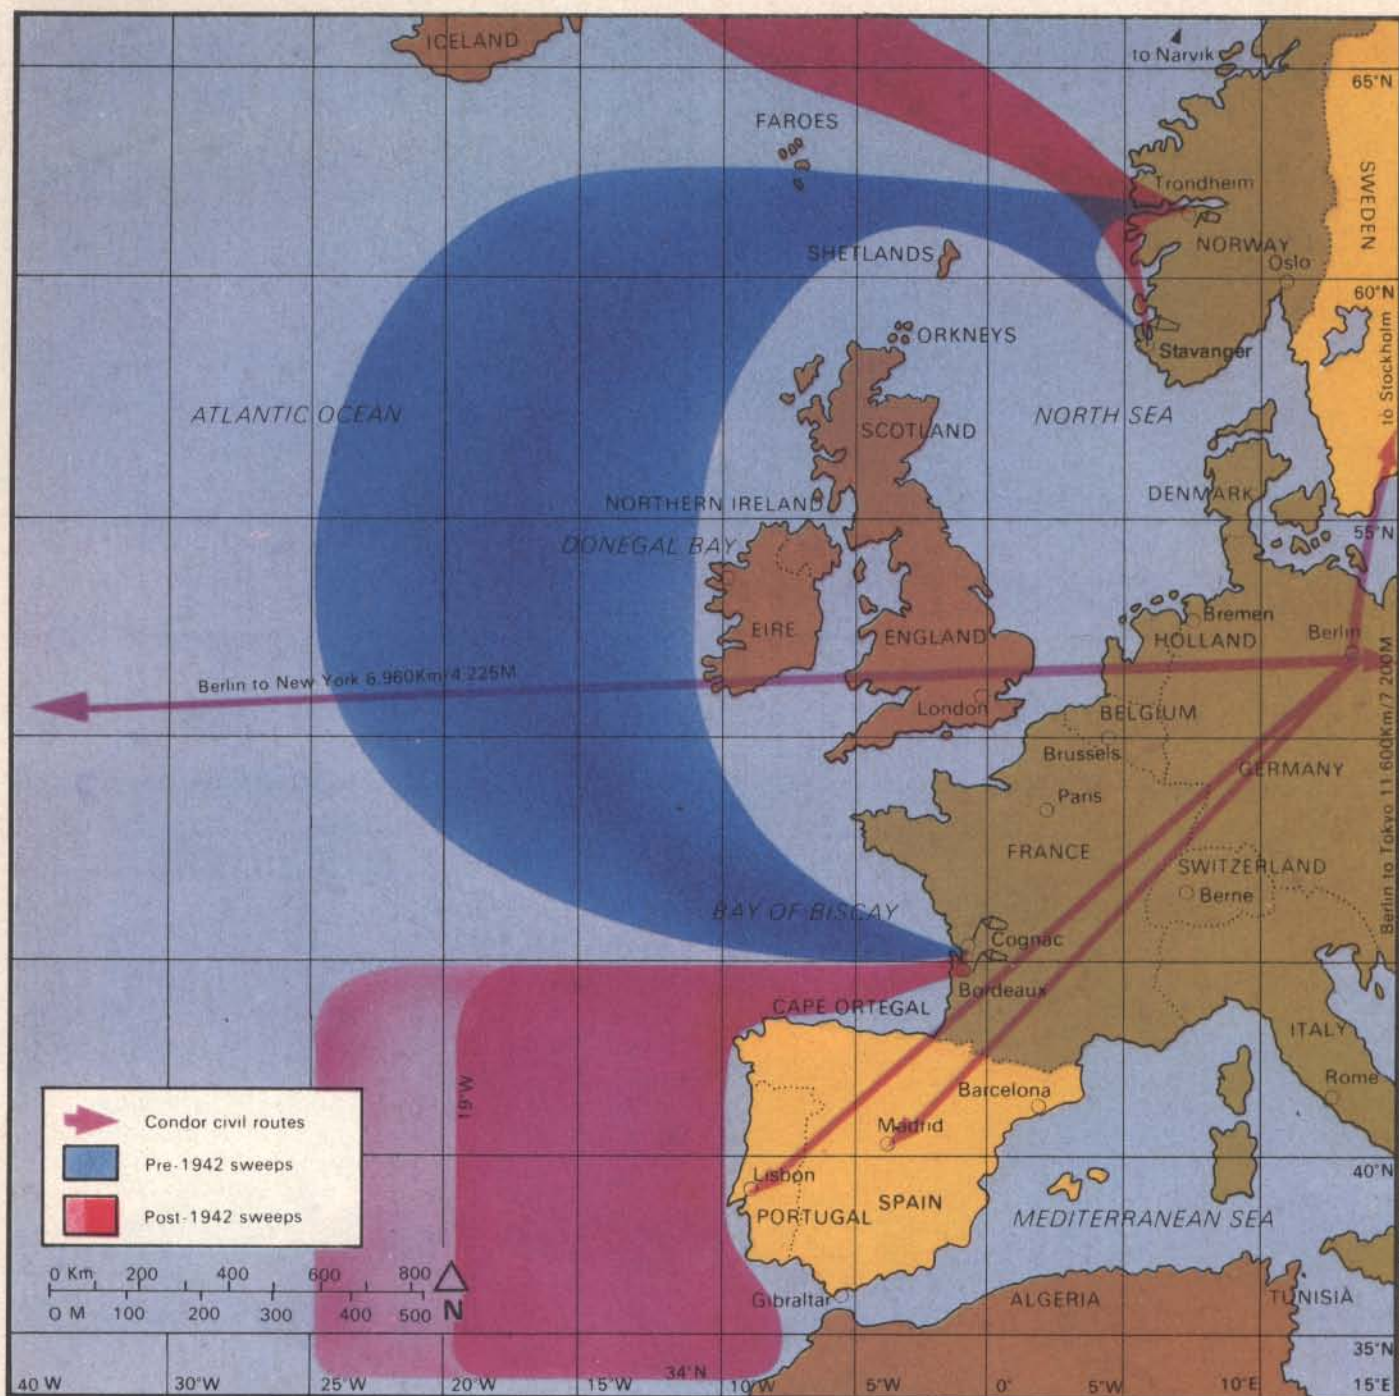 ICELAND
to Narvik
65°N
FAROES
SWEDEN
Trondheim
NORWAY
SHETLANDS
Oslo
60°N
ORKNEYS
Stavanger
to Stockholm
ATLANTIC OCEAN
NORTH SEA
SCOTLAND
DENMARK
NORTHERN IRELAND
55°N
DONEGAL BAY
Bremen
EIRE
ENGLAND
HOLLAND
Berlin
Berlin to New York 6.960Km/4.225M
London
BELGIUM
Brussels
GERMANY
Berlin to Tokyo 11.600Km/7.200M
Paris
FRANCE
SWITZERLAND
Berne
BAY OF BISCAY
Cognac
Bordeaux
CAPE ORTEGAL
ITALY
Rome
Barcelona
19°W
Condor civil routes
Madrid
Pre-1942 sweeps
40°N
Lisbon
SPAIN
Post-1942 sweeps
PORTUGAL
MEDITERRANEAN SEA
0 Km 200 400 600 800
0 M 100 200 300 400 500
N
Gibraltar
ALGERIA
TUNISIA
35°N
34°N
40 W 30°W 25°W 20°W 15°W 10°W 5°W 0° 5°W 10°E 15°E